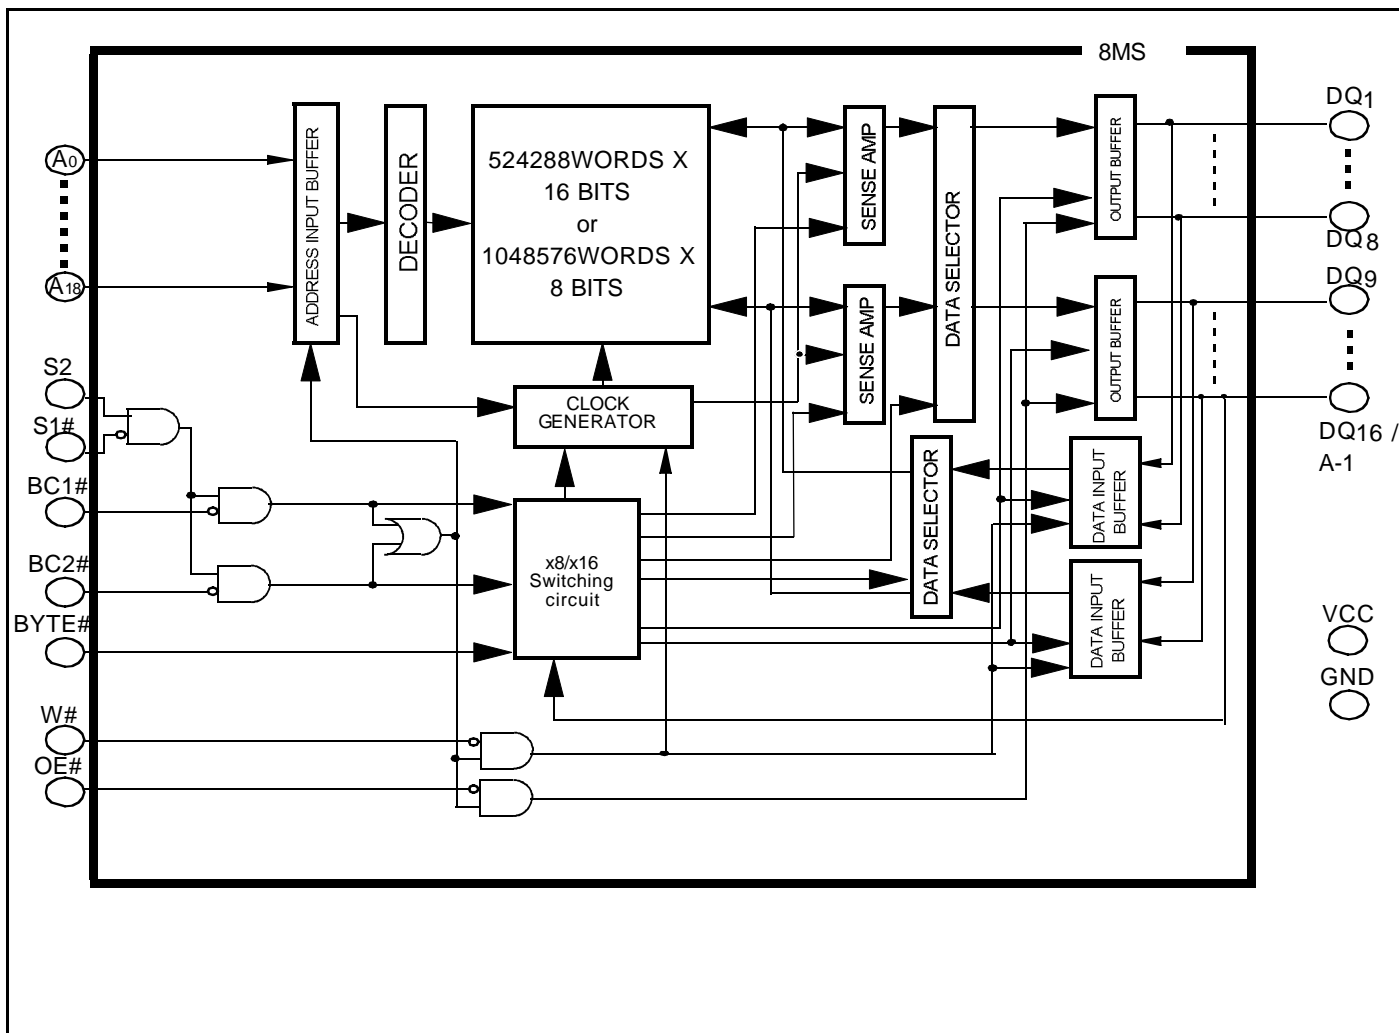 8MS
DQ1
A0
ADDRESS INPUT BUFFER
DECODER
524288WORDS X
16 BITS
or
1048576WORDS X
8 BITS
SENSE AMP
DATA SELECTOR
OUTPUT BUFFER
DQ8
A18
SENSE AMP
OUTPUT BUFFER
DQ9
S2
CLOCK
GENERATOR
S1#
DQ16 /
A-1
BC1#
DATA SELECTOR
DATA INPUT
BUFFER
BC2#
x8/x16
Switching
circuit
DATA INPUT
BUFFER
BYTE#
VCC
GND
W#
OE#